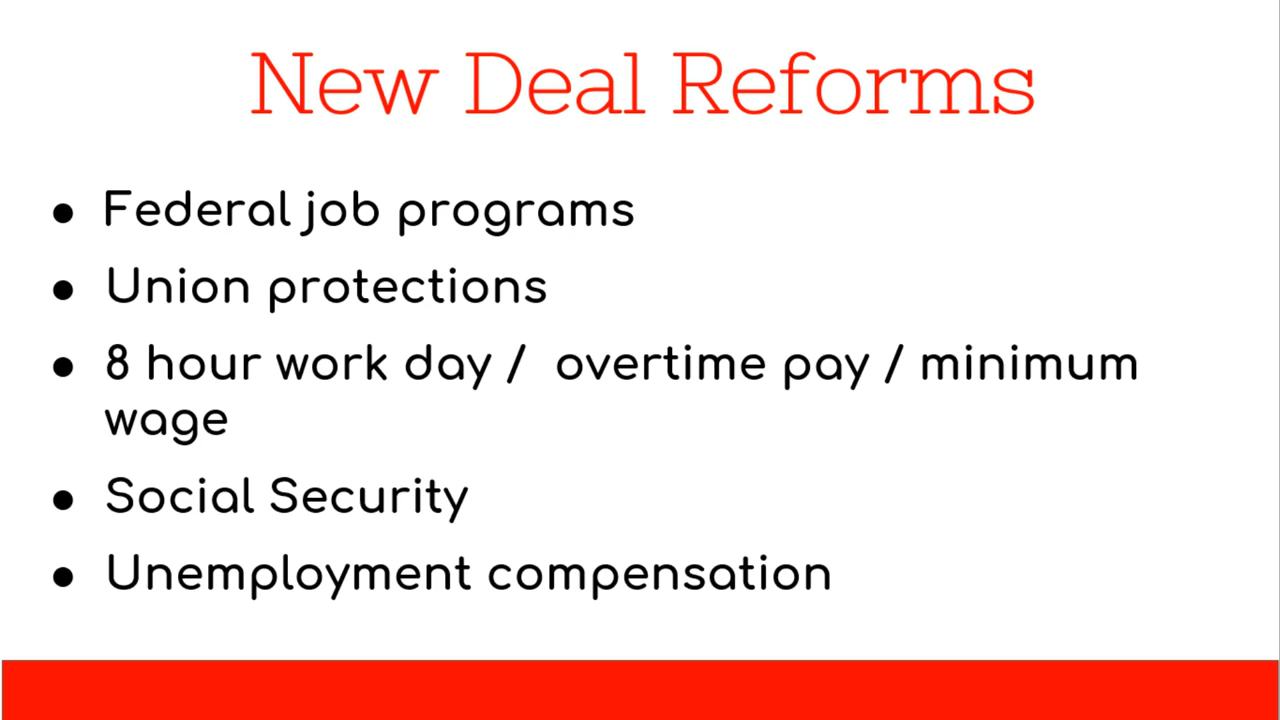 New Deal Reforms
● Federal job programs
● Union protections
● 8 hour work day /  overtime pay / minimum
wage
● Social Security
● Unemployment compensation